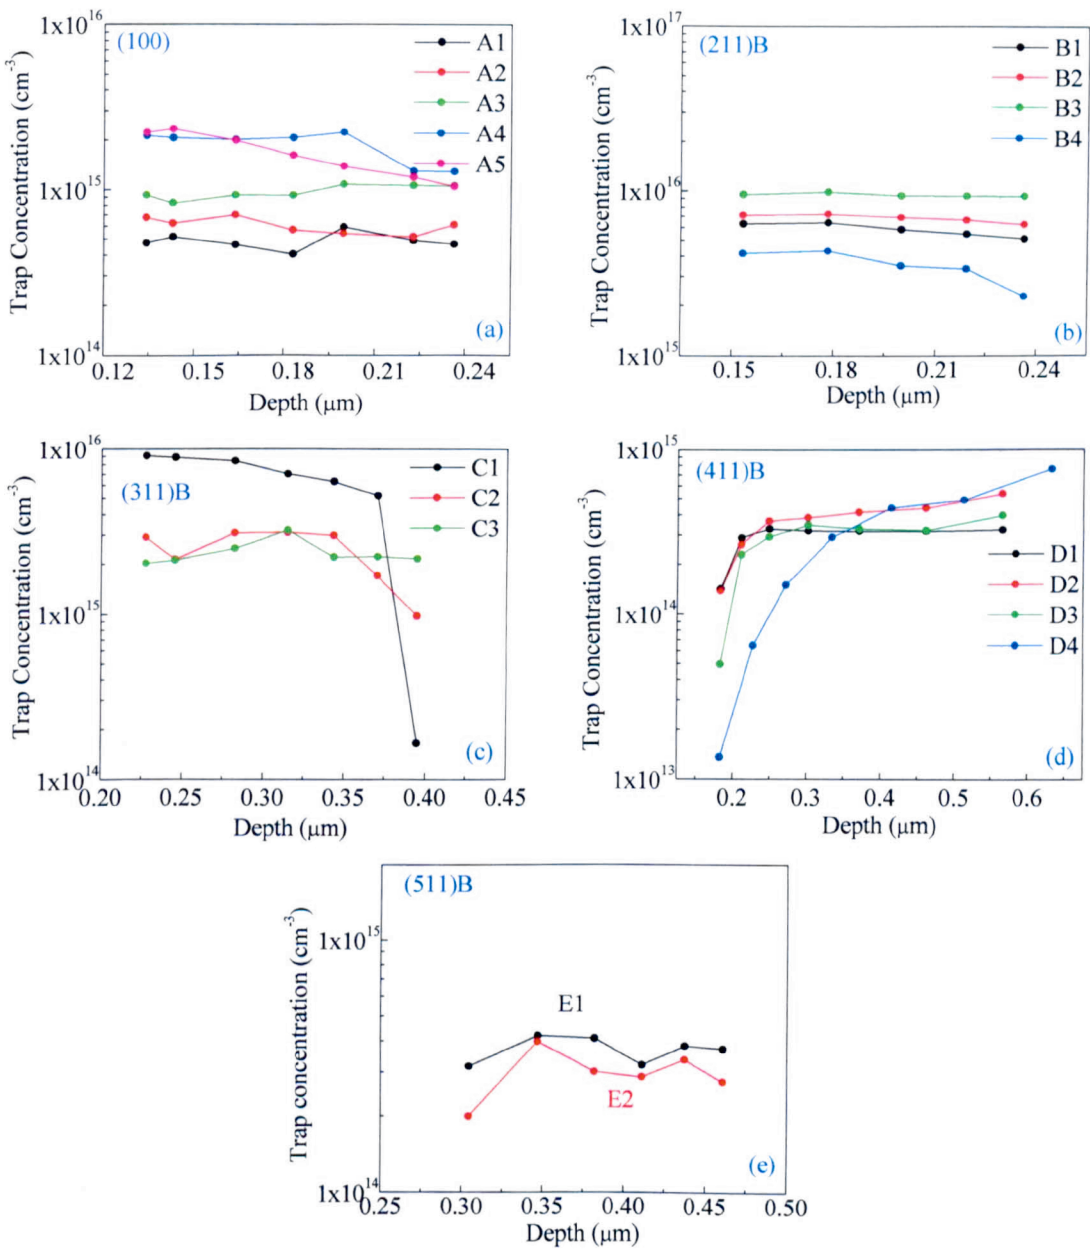 1x10^16
(100)
A1
A2
A3
A4
A5
1x10^15
1x10^14
Trap Concentration (cm^-3)
(a)
0.12 0.15 0.18 0.21 0.24
Depth (μm)
1x10^17
(211)B
B1
B2
B3
B4
1x10^16
1x10^15
Trap Concentration (cm^-3)
(b)
0.15 0.18 0.21 0.24
Depth (μm)
1x10^16
(311)B
C1
C2
C3
1x10^15
1x10^14
Trap Concentration (cm^-3)
(c)
0.20 0.25 0.30 0.35 0.40 0.45
Depth (μm)
1x10^15
(411)B
1x10^14
D1
D2
D3
D4
1x10^13
Trap Concentration (cm^-3)
(d)
0.2 0.3 0.4 0.5 0.6
Depth (μm)
(511)B
1x10^15
E1
E2
1x10^14
Trap concentration (cm^-3)
(e)
0.25 0.30 0.35 0.40 0.45 0.50
Depth (μm)